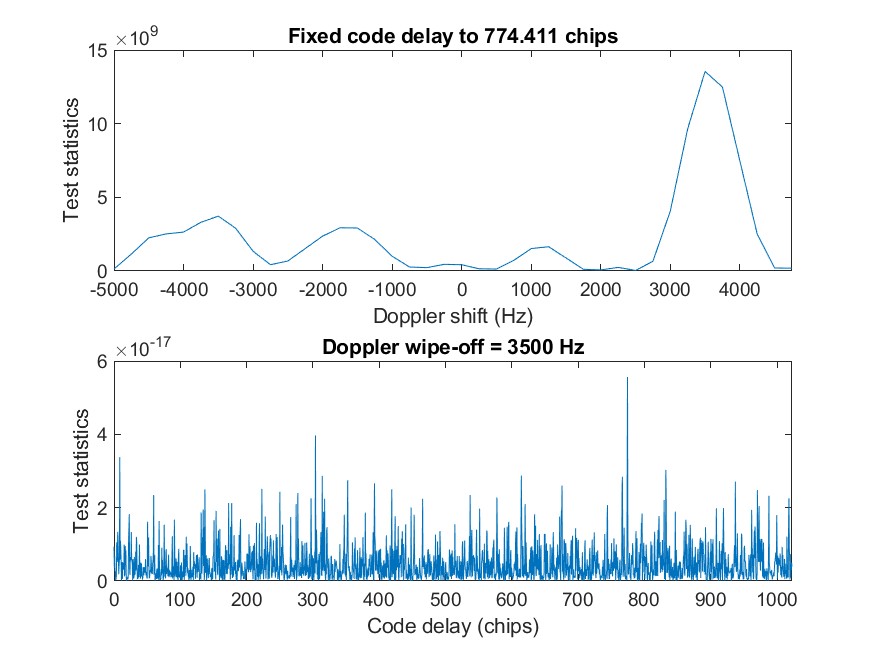 ×10^9
Fixed code delay to 774.411 chips
15
10
5
0
Test statistics
-5000 -4000 -3000 -2000 -1000 0 1000 2000 3000 4000
Doppler shift (Hz)
×10^-17
Doppler wipe-off = 3500 Hz
6
4
2
0
Test statistics
0 100 200 300 400 500 600 700 800 900 1000
Code delay (chips)